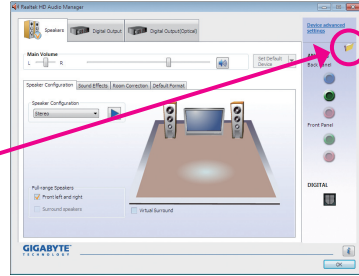 Realtek HD Audio Manager
Speakers
Digital Output
Digital Output(Optical)
Device advanced
settings
Main Volume
L
R
Set Default
Device
Back Panel
Speaker Configuration
Sound Effects
Room Correction
Default Format
Speaker Configuration
Stereo
Front Panel
Full-range Speakers
Front left and right
Surround speakers
Virtual Surround
DIGITAL
GIGABYTE
TECHNOLOGY
OK